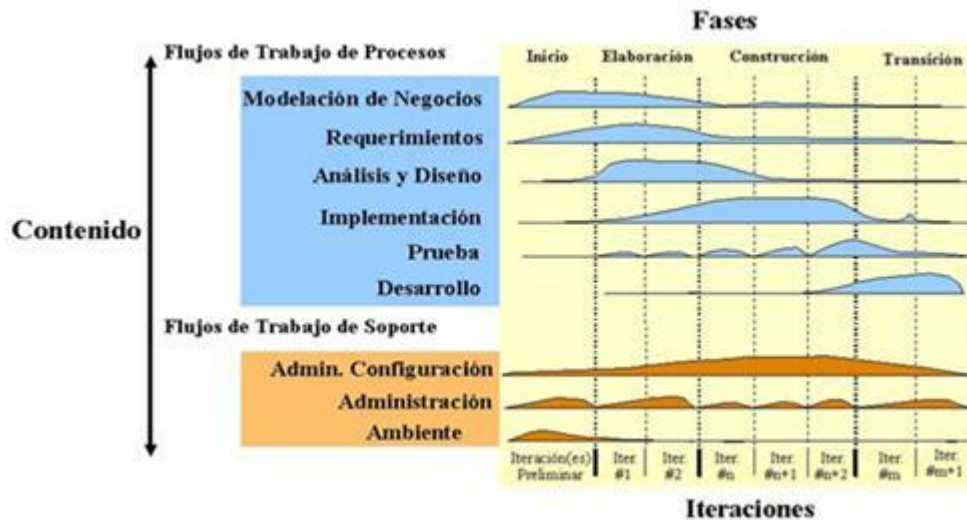 Fases
Flujos de Trabajo de Procesos
Inicio Elaboración Construcción Transición
Modelación de Negocios
Requerimientos
Análisis y Diseño
Implementación
Contenido
Prueba
Desarrollo
Flujos de Trabajo de Soporte
Admin. Configuración
Administración
Ambiente
Iteración(es) Iter. Iter. Iter. Iter. Iter. Iter. Iter.
Preliminar #1 #2 #n #n+1 #n+2 #m #m+1
Iteraciones